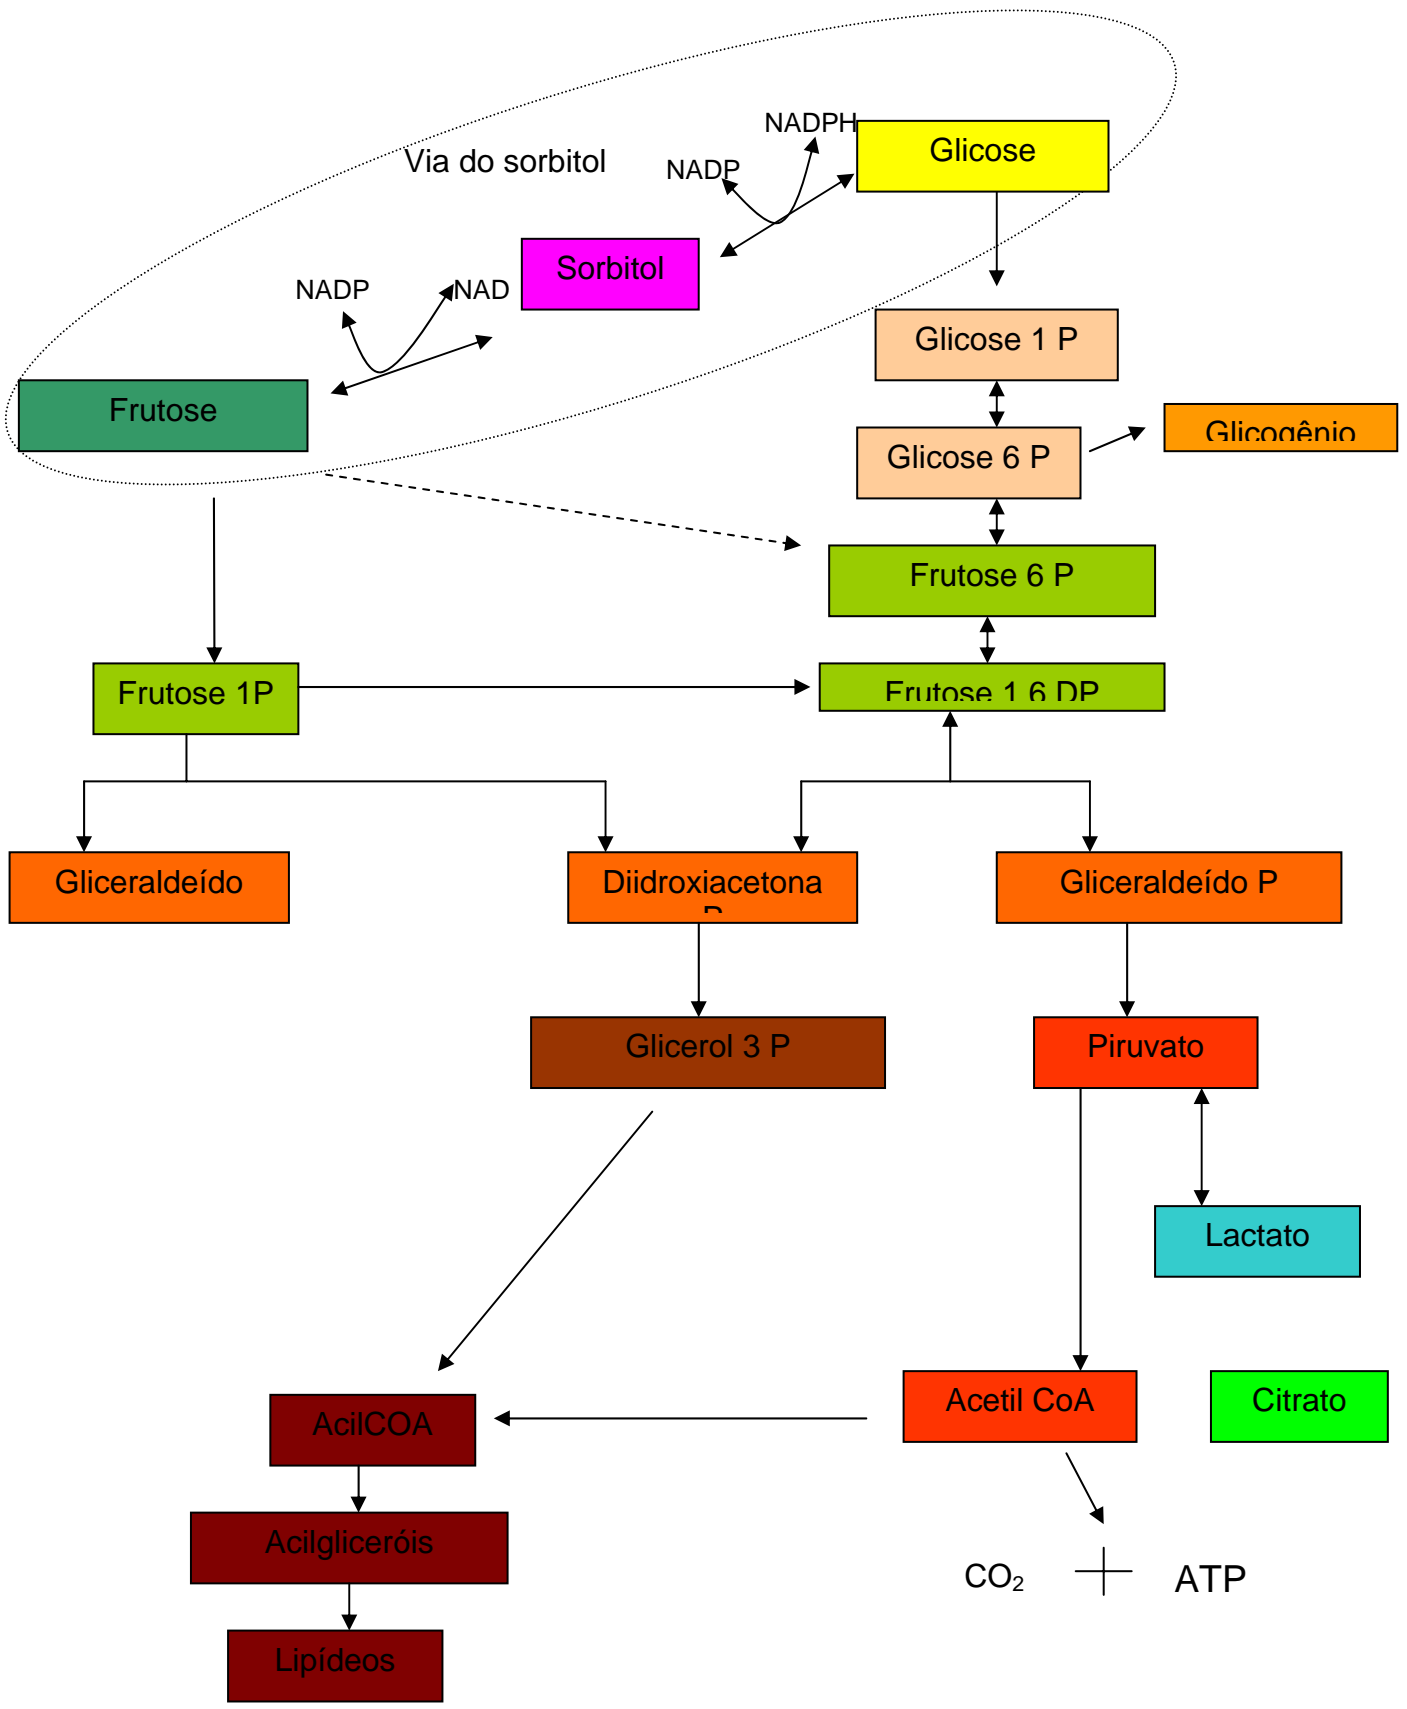 NADPH
Glicose
Via do sorbitol
NADP
Sorbitol
NADP
NAD
Glicose 1 P
Frutose
Glicogênio
Glicose 6 P
Frutose 6 P
Frutose 1P
Frutose 1 6 DP
Gliceraldeído
Diidroxiacetona
P
Gliceraldeído P
Glicerol 3 P
Piruvato
Lactato
Acetil CoA
Citrato
AcilCOA
Acilgliceróis
CO₂
ATP
Lipídeos